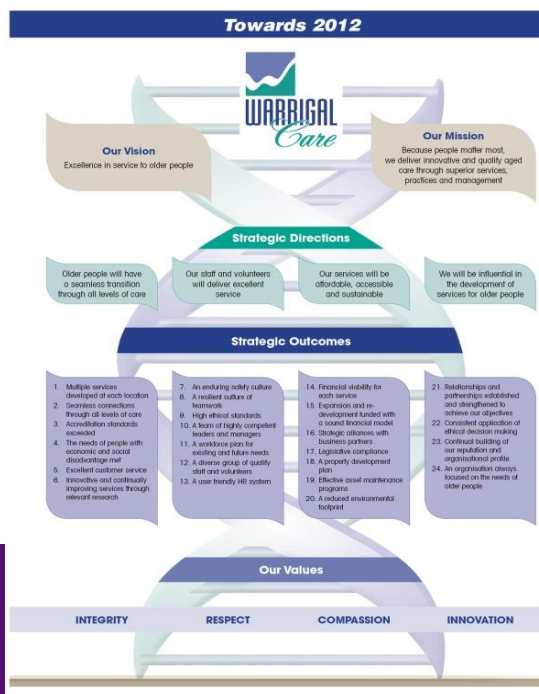 Towards 2012
WARRIGAL
Care
Our Vision
Excellence in service to older people
Our Mission
Because people matter most,
we deliver innovative and quality aged
care through superior services,
practices and management
Strategic Directions
Older people will have
a seamless transition
through all levels of care
Our staff and volunteers
will deliver excellent
service
Our services will be
affordable, accessible
and sustainable
We will be influential in
the development of
services for older people
Strategic Outcomes
1. Multiple services
developed at each location
2. Seamless connections
through all levels of care
3. Accreditation standards
exceeded
4. The needs of people with
economic and social
disadvantage met
5. Excellent customer service
6. Innovative and continually
improving services through
relevant research
7. An enduring safety culture
8. A resilient culture of
teamwork
9. High ethical standards
10. A team of highly competent
leaders and managers
11. A workforce plan for
existing and future needs
12. A diverse group of quality
staff and volunteers
13. A user friendly HR system
14. Financial viability for
each service
15. Expansion and re-
development funded with
a sound financial model
16. Strategic alliances with
business partners
17. Legislative compliance
18. A property development
plan
19. Effective asset maintenance
programs
20. A reduced environmental
footprint
21. Relationships and
partnerships established
and strengthened to
achieve our objectives
22. Consistent application of
ethical decision making
23. Continual building of
our reputation and
organisational profile
24. An organisation always
focused on the needs of
older people
Our Values
INTEGRITY
RESPECT
COMPASSION
INNOVATION